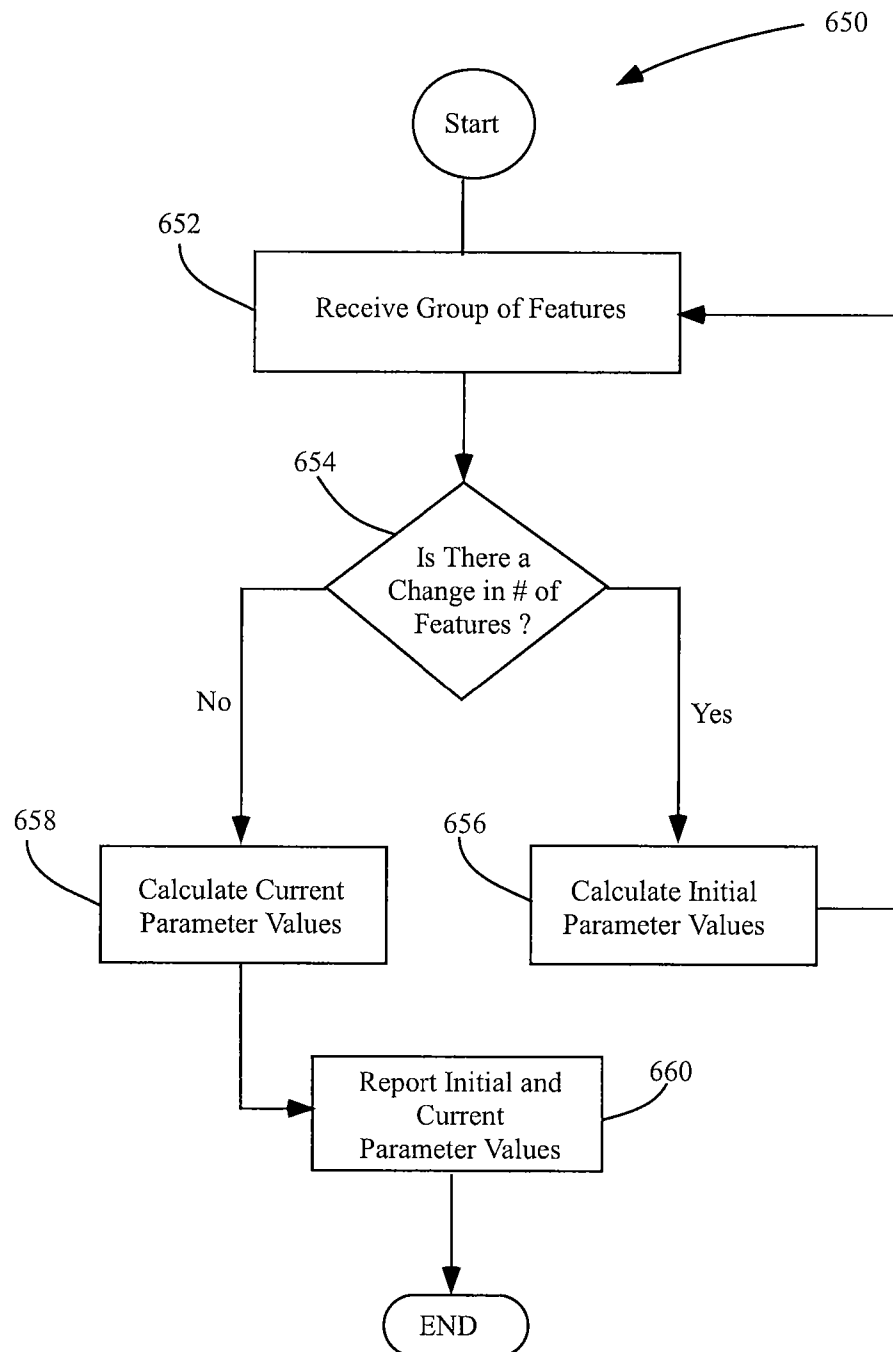 650
Start
652
Receive Group of Features
654
Is There a
Change in # of
Features ?
No
Yes
658
656
Calculate Current
Parameter Values
Calculate Initial
Parameter Values
Report Initial and
Current
Parameter Values
660
END